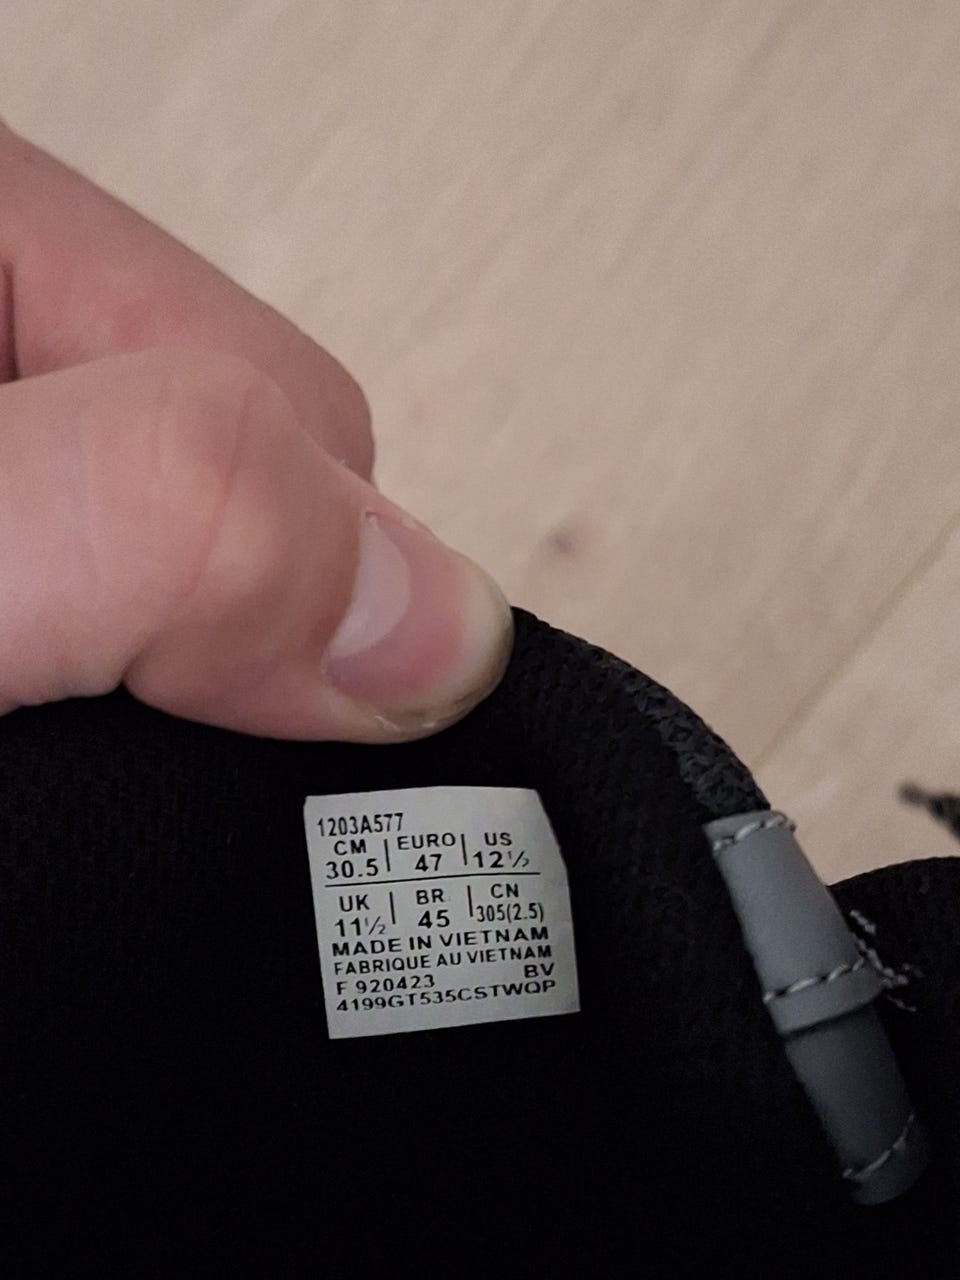 1203A577
CM EURO US
30.5 47 12½
UK BR CN
11½ 45 305(2.5)
MADE IN VIETNAM
FABRIQUE AU VIETNAM
F 920423 BV
4199GT535CSTWQP